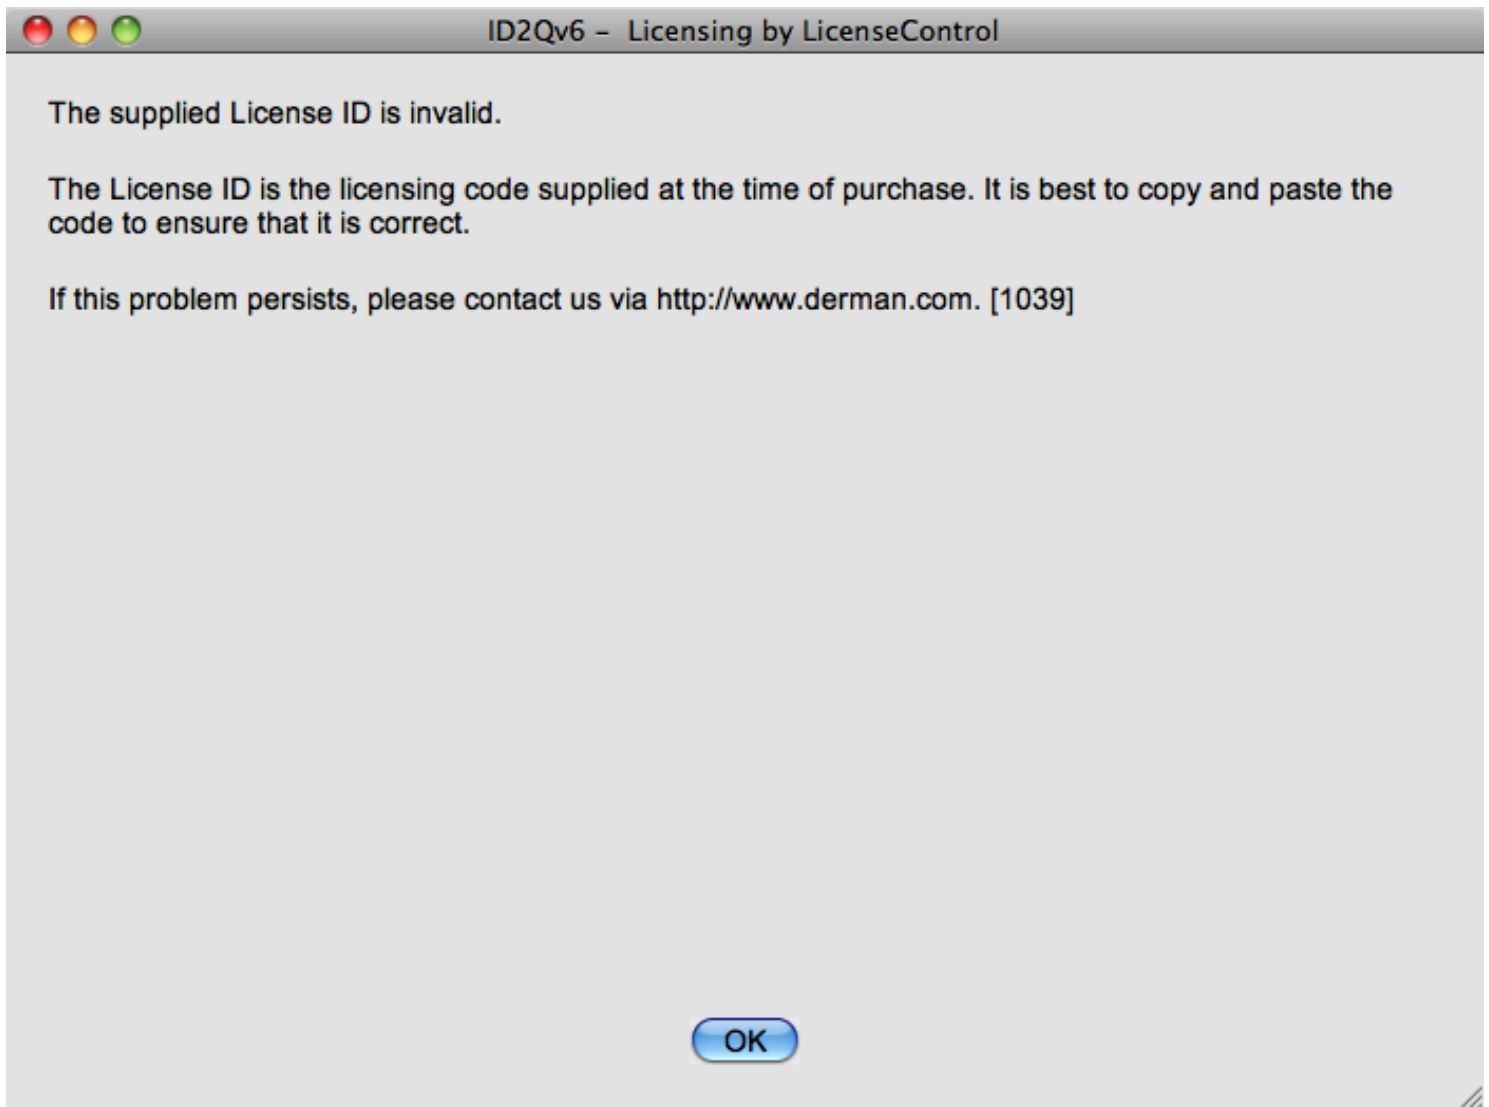 ID2Qv6 – Licensing by LicenseControl
The supplied License ID is invalid.
The License ID is the licensing code supplied at the time of purchase. It is best to copy and paste the
code to ensure that it is correct.
If this problem persists, please contact us via http://www.derman.com. [1039]
OK